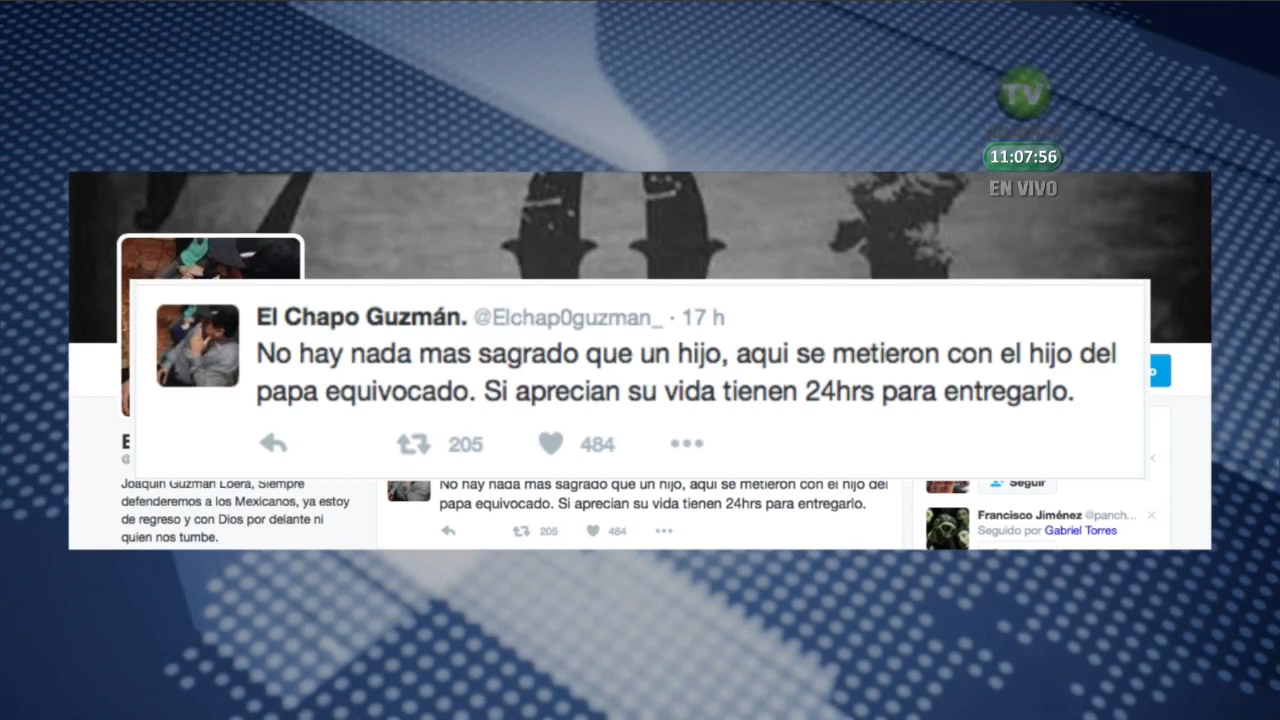 TV
11:07:56
EN VIVO
El Chapo Guzmán. @Elchap0guzman_ · 17 h
No hay nada mas sagrado que un hijo, aqui se metieron con el hijo del
papa equivocado. Si aprecian su vida tienen 24hrs para entregarlo.
205 484
Joaquin Guzman Loera, Siempre
defenderemos a los Mexicanos, ya estoy
de regreso y con Dios por delante ni
quien nos tumbe.
No hay nada mas sagrado que un hijo, aqui se metieron con el hijo del
papa equivocado. Si aprecian su vida tienen 24hrs para entregarlo.
205 484
Seguir
Francisco Jiménez @panch...
Seguido por Gabriel Torres